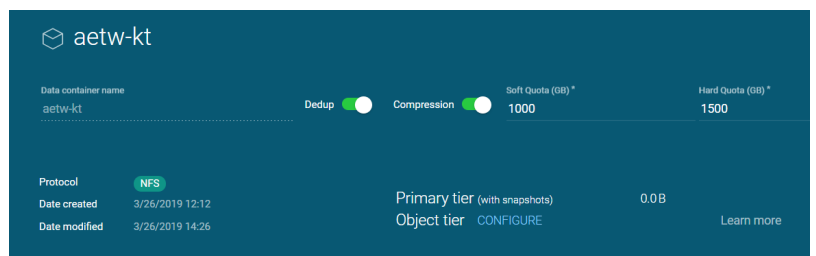 aetw-kt
Data container name
aetw-kt
Dedup
Compression
Soft Quota (GB) *
1000
Hard Quota (GB) *
1500
Protocol NFS
Date created 3/26/2019 12:12
Date modified 3/26/2019 14:26
Primary tier (with snapshots) 0.0 B
Object tier CONFIGURE Learn more